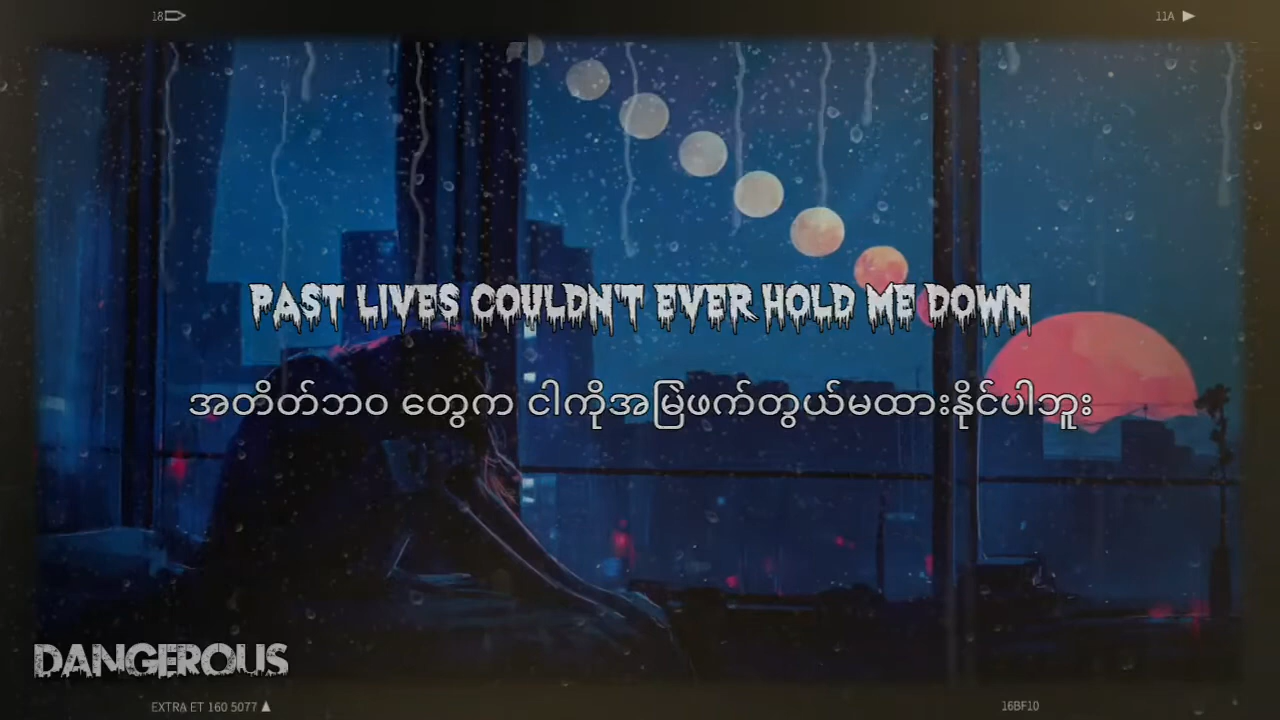 18
11A
PAST LIVES COULDN'T EVER HOLD ME DOWN
အတိတ်ဘဝ တွေက ငါကိုအမြဲဖက်တွယ်မထားနိုင်ပါဘူး
DANGEROUS
EXTRA ET 160 5077
16BF10